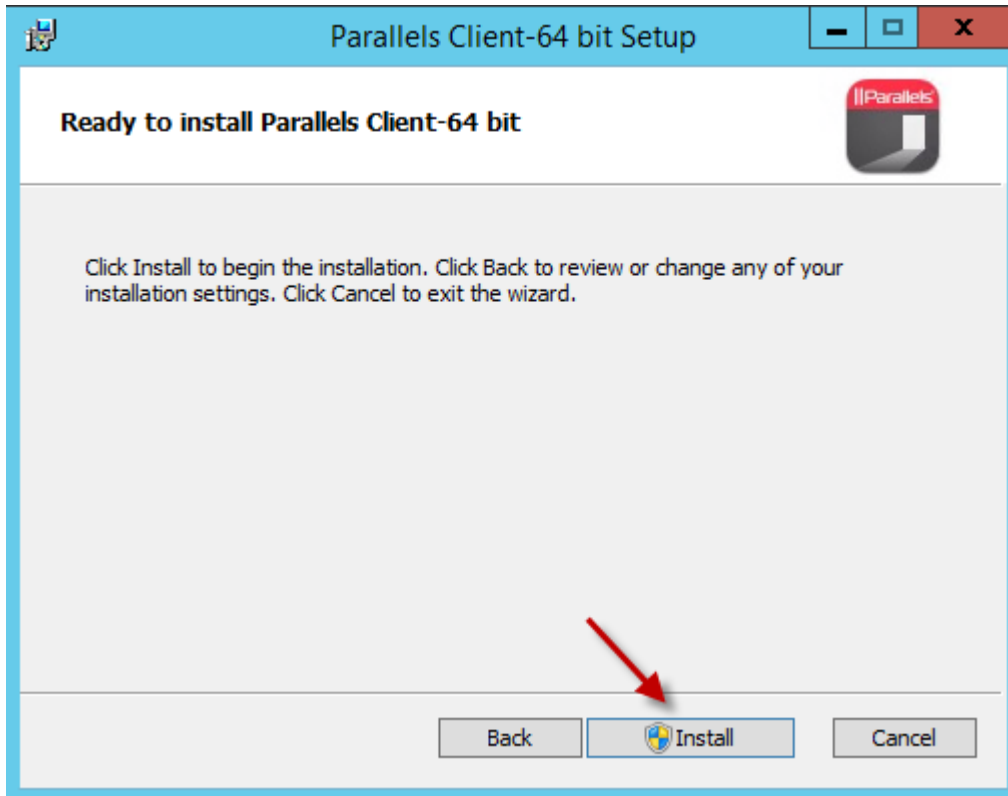 Parallels Client-64 bit Setup
Ready to install Parallels Client-64 bit
||Parallels
Click Install to begin the installation. Click Back to review or change any of your
installation settings. Click Cancel to exit the wizard.
Back
Install
Cancel